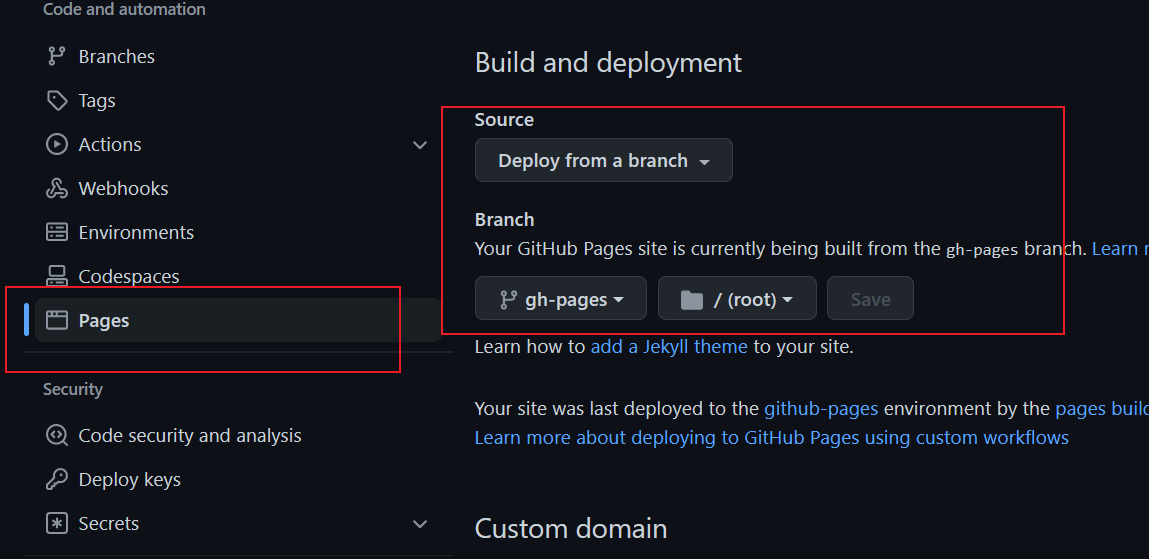 Code and automation
Branches
Tags
Actions
Webhooks
Environments
Codespaces
Pages
Security
Code security and analysis
Deploy keys
Secrets
Build and deployment
Source
Deploy from a branch
Branch
Your GitHub Pages site is currently being built from the gh-pages branch. Learn
gh-pages / (root) Save
Learn how to add a Jekyll theme to your site.
Your site was last deployed to the github-pages environment by the pages
Learn more about deploying to GitHub Pages using custom workflows
Custom domain